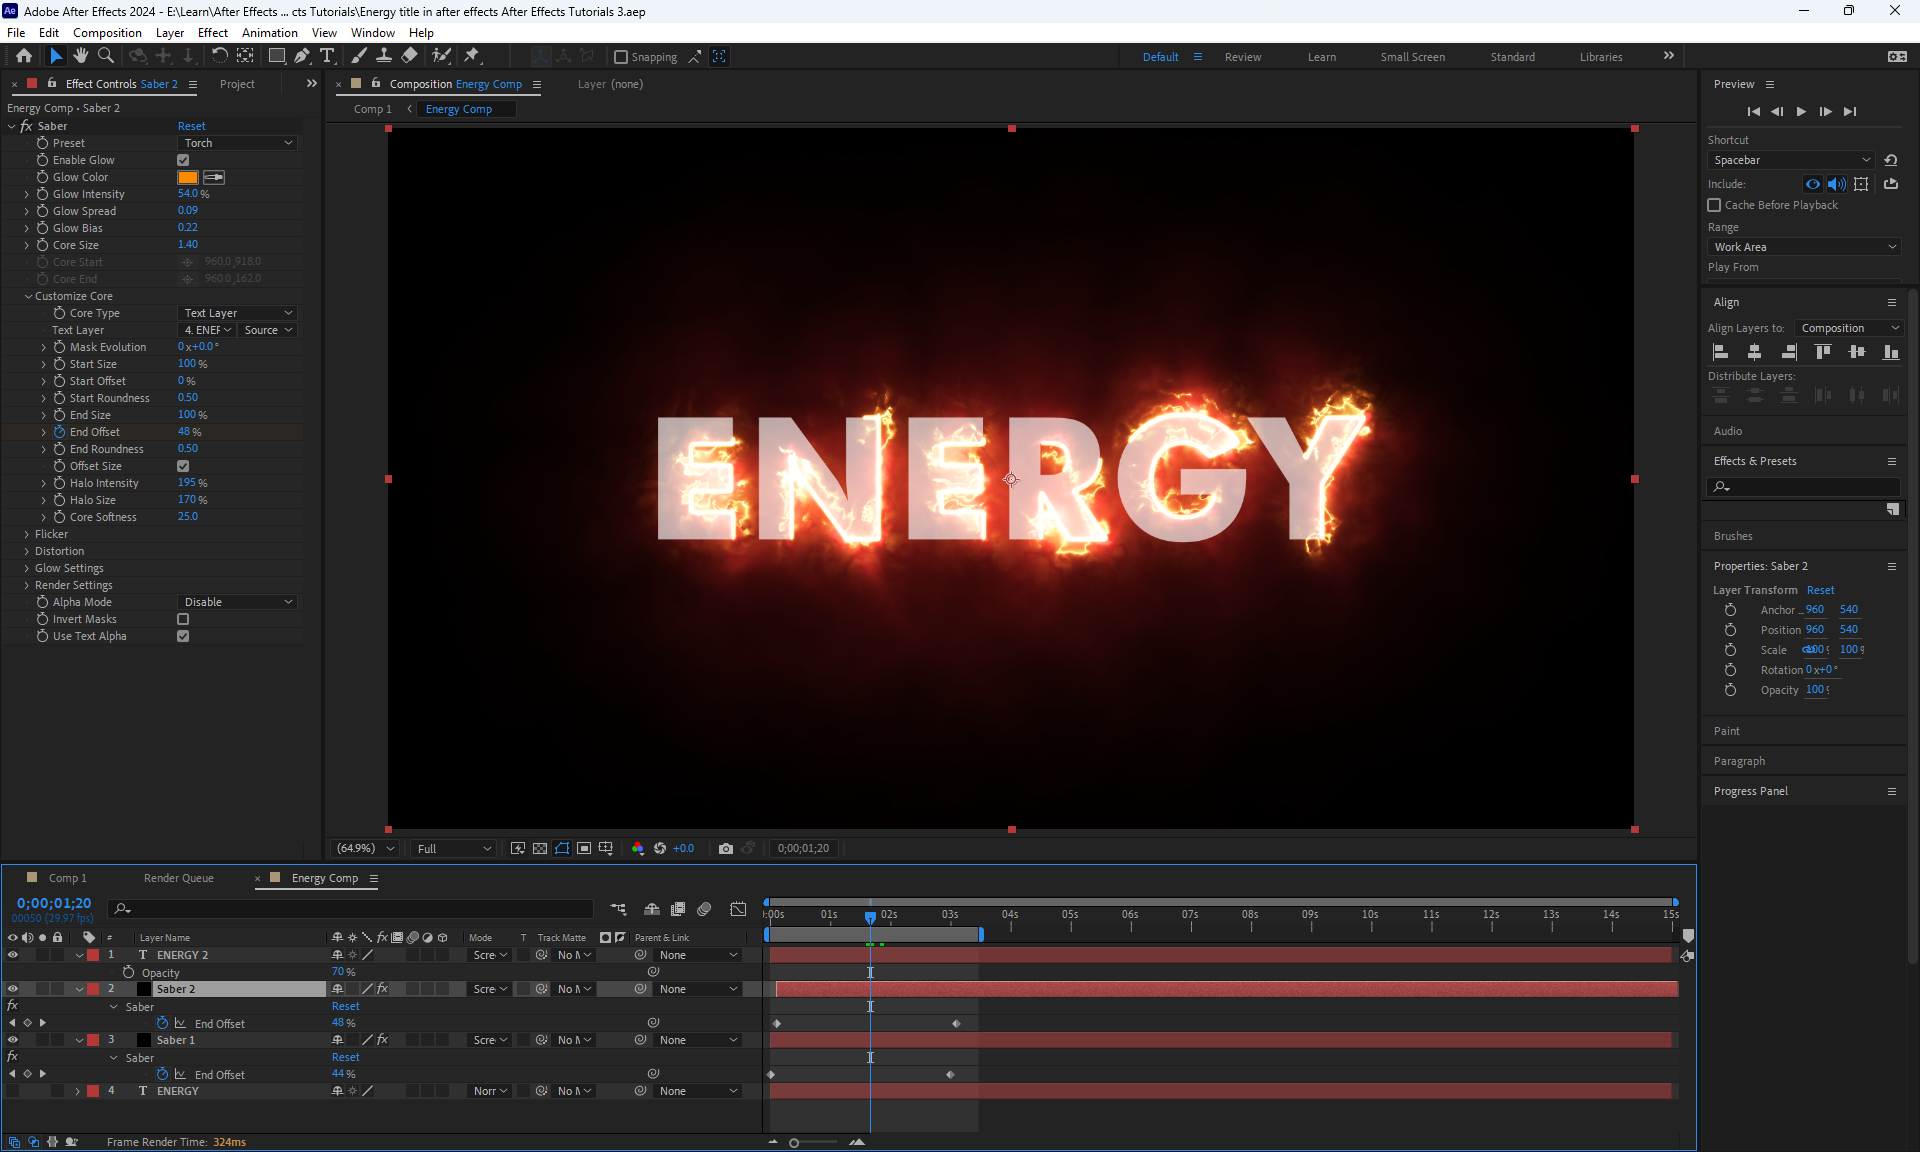 Adobe After Effects 2024 - E:\Learn\After Effects ... cts Tutorials\Energy title in after effects After Effects Tutorials 3.aep
File Edit Composition Layer Effect Animation View Window Help
Snapping
Default Review Learn Small Screen Standard Libraries
Effect Controls Saber 2 Project
Energy Comp • Saber 2
fx Saber Reset
Preset Torch
Enable Glow
Glow Color
Glow Intensity 54.0 %
Glow Spread 0.09
Glow Bias 0.22
Core Size 1.40
Core Start 960.0,918.0
Core End 960.0,162.0
Customize Core
Core Type Text Layer
Text Layer 4. ENEF Source
Mask Evolution 0 x+0.0 °
Start Size 100 %
Start Offset 0 %
Start Roundness 0.50
End Size 100 %
End Offset 48 %
End Roundness 0.50
Offset Size
Halo Intensity 195 %
Halo Size 170 %
Core Softness 25.0
Flicker
Distortion
Glow Settings
Render Settings
Alpha Mode Disable
Invert Masks
Use Text Alpha
Composition Energy Comp Layer (none)
Comp 1 Energy Comp
ENERGY
(64.9%) Full +0.0 0;00;01;20
Preview
Shortcut
Spacebar
Include:
Cache Before Playback
Range
Work Area
Play From
Align
Align Layers to: Composition
Distribute Layers:
Audio
Effects & Presets
Brushes
Properties: Saber 2
Layer Transform Reset
Anchor ... 960 540
Position 960 540
Scale 100 100
Rotation 0 x+0 °
Opacity 100
Paint
Paragraph
Progress Panel
Comp 1 Render Queue Energy Comp
0;00;01;20
00050 (29.97 fps)
# Layer Name Mode T Track Matte Parent & Link
:00s 01s 02s 03s 04s 05s 06s 07s 08s 09s 10s 11s 12s 13s 14s 15s
1 T ENERGY 2 Scre No None
Opacity 70 %
2 Saber 2 fx Scre No None
fx Saber Reset
End Offset 48 %
3 Saber 1 fx Scre No None
fx Saber Reset
End Offset 44 %
4 T ENERGY Norr No None
Frame Render Time: 324ms